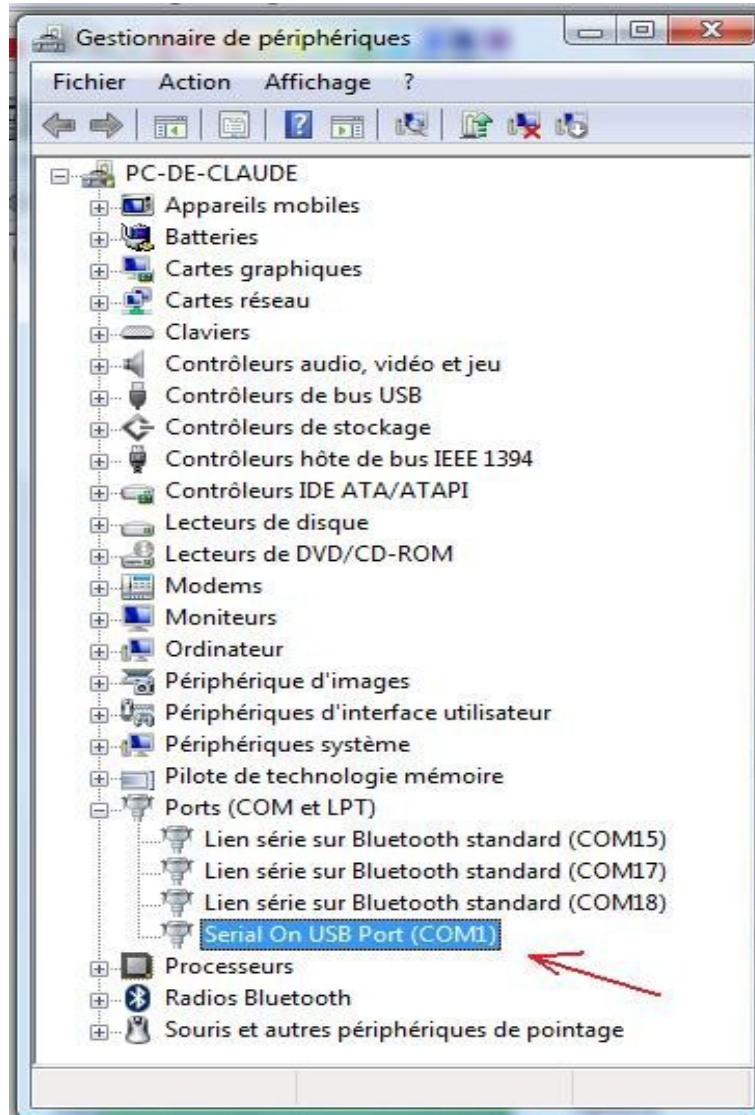 Gestionnaire de périphériques
Fichier Action Affichage ?
PC-DE-CLAUDE
Appareils mobiles
Batteries
Cartes graphiques
Cartes réseau
Claviers
Contrôleurs audio, vidéo et jeu
Contrôleurs de bus USB
Contrôleurs de stockage
Contrôleurs hôte de bus IEEE 1394
Contrôleurs IDE ATA/ATAPI
Lecteurs de disque
Lecteurs de DVD/CD-ROM
Modems
Moniteurs
Ordinateur
Périphérique d'images
Périphériques d'interface utilisateur
Périphériques système
Pilote de technologie mémoire
Ports (COM et LPT)
Lien série sur Bluetooth standard (COM15)
Lien série sur Bluetooth standard (COM17)
Lien série sur Bluetooth standard (COM18)
Serial On USB Port (COM1)
Processeurs
Radios Bluetooth
Souris et autres périphériques de pointage